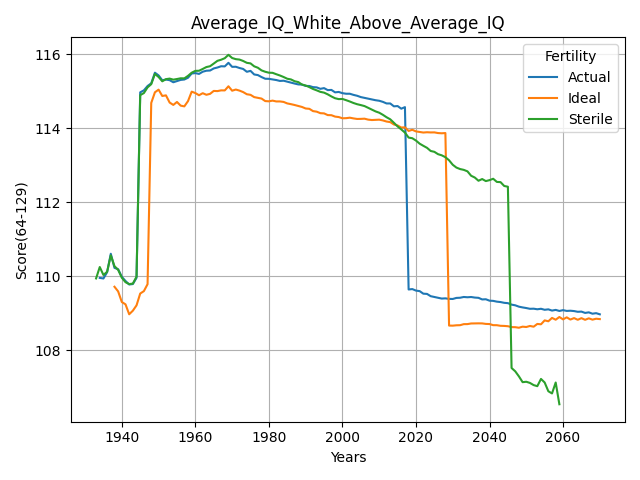 Average_IQ_White_Above_Average_IQ
Fertility
Actual
Ideal
Sterile
Score(64-129)
116
114
112
110
108
1940
1960
1980
2000
2020
2040
2060
Years